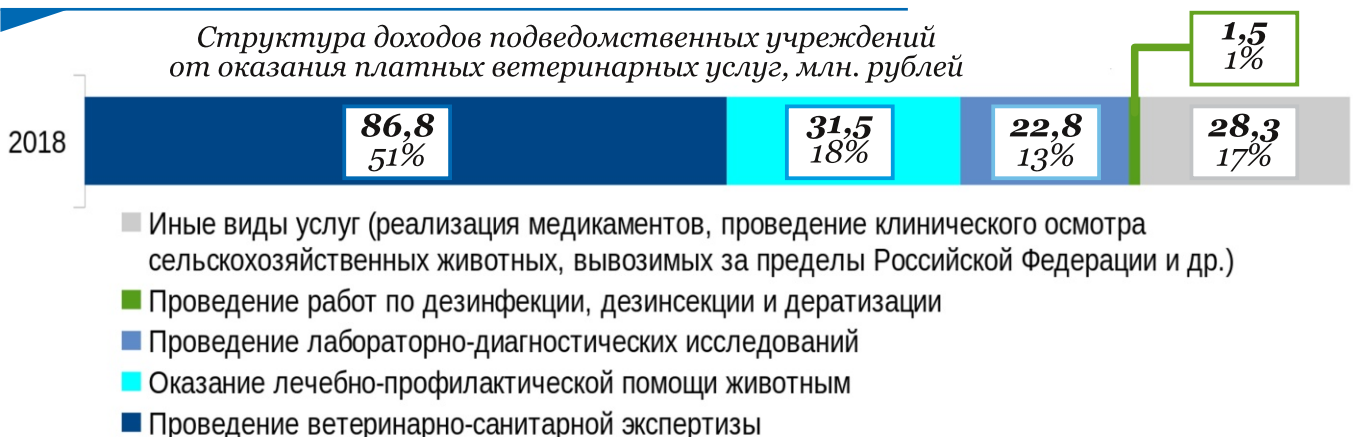 Структура доходов подведомственных учреждений
от оказания платных ветеринарных услуг, млн. рублей
1,5
1%
2018
86,8
51%
31,5
18%
22,8
13%
28,3
17%
Иные виды услуг (реализация медикаментов, проведение клинического осмотра
сельскохозяйственных животных, вывозимых за пределы Российской Федерации и др.)
Проведение работ по дезинфекции, дезинсекции и дератизации
Проведение лабораторно-диагностических исследований
Оказание лечебно-профилактической помощи животным
Проведение ветеринарно-санитарной экспертизы